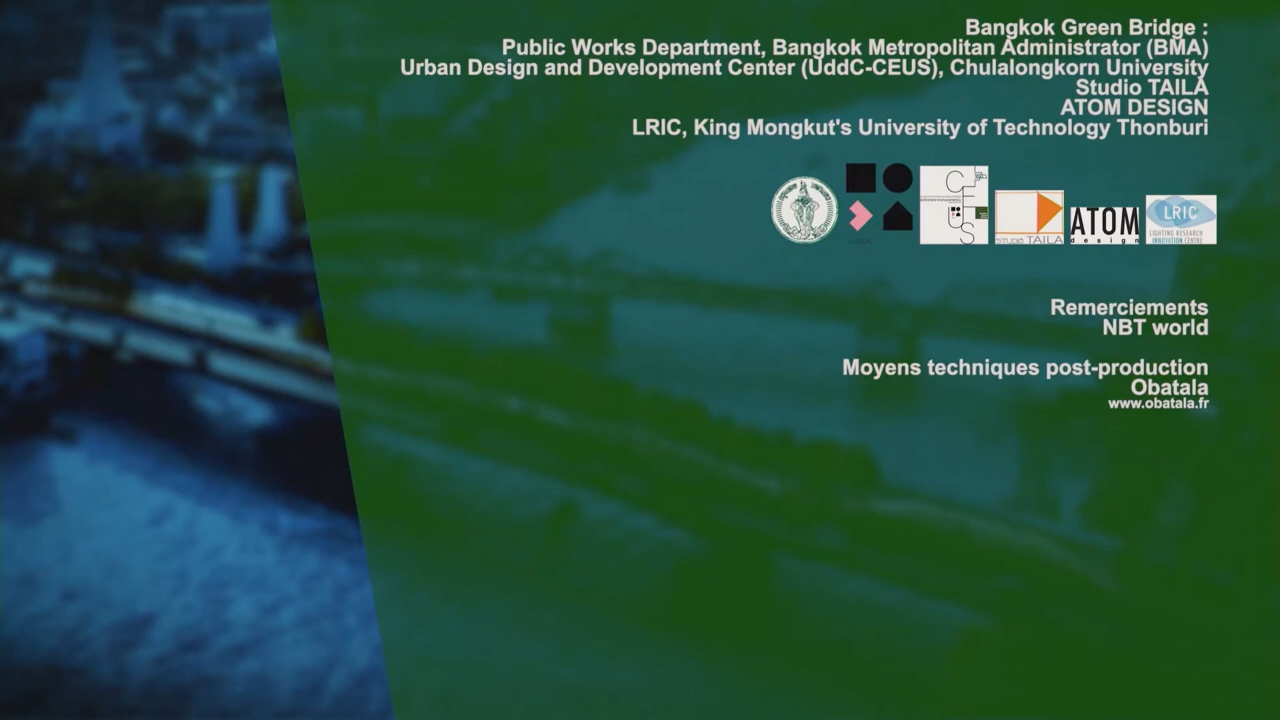 Bangkok Green Bridge :
Public Works Department, Bangkok Metropolitan Administrator (BMA)
Urban Design and Development Center (UddC-CEUS), Chulalongkorn University
Studio TAILA
ATOM DESIGN
LRIC, King Mongkut's University of Technology Thonburi
CEUS
STUDIO TAILA
ATOM
design
LRIC
LIGHTING RESEARCH
INNOVATION CENTRE
Remerciements
NBT world
Moyens techniques post-production
Obatala
www.obatala.fr